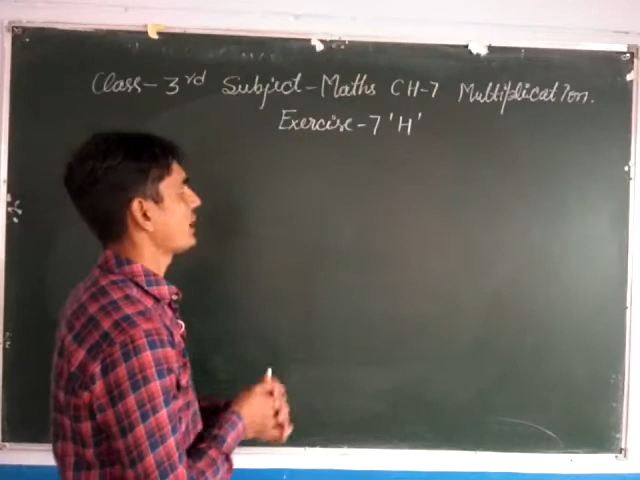 Class-3rd Subject-Maths CH-7 Multiplication.
Exercise-7'H'